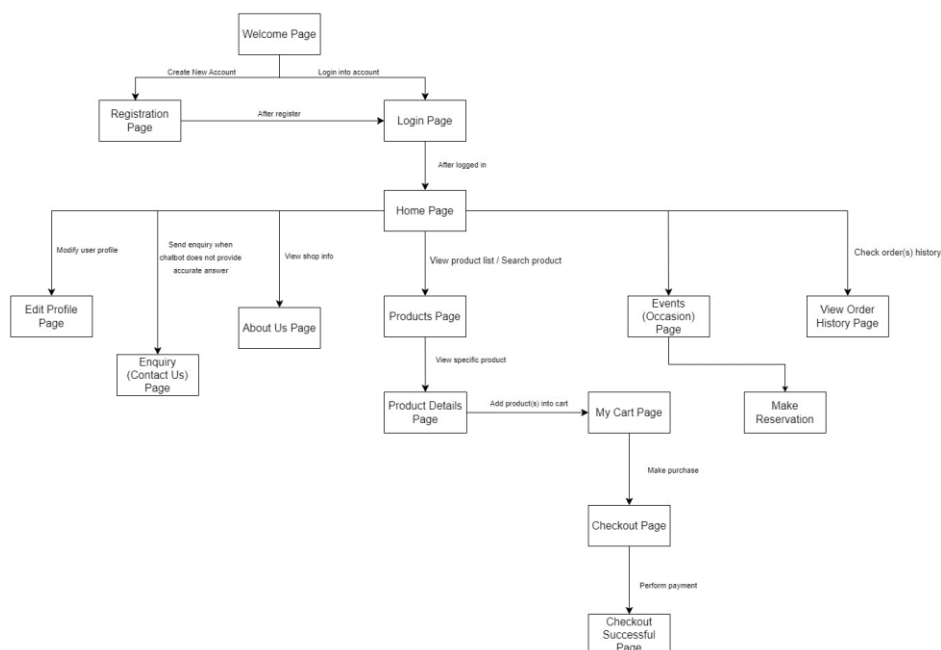 Welcome Page
Create New Account
Login into account
Registration
Page
After register
Login Page
After logged in
Home Page
Modify user profile
Send enquiry when
chatbot does not provide
accurate answer
View shop info
View product list / Search product
Check order(s) history
Edit Profile
Page
Enquiry
(Contact Us)
Page
About Us Page
Products Page
Events
(Occasion)
Page
View Order
History Page
View specific product
Product Details
Page
Add product(s) into cart
My Cart Page
Make
Reservation
Make purchase
Checkout Page
Perform payment
Checkout
Successful
Page